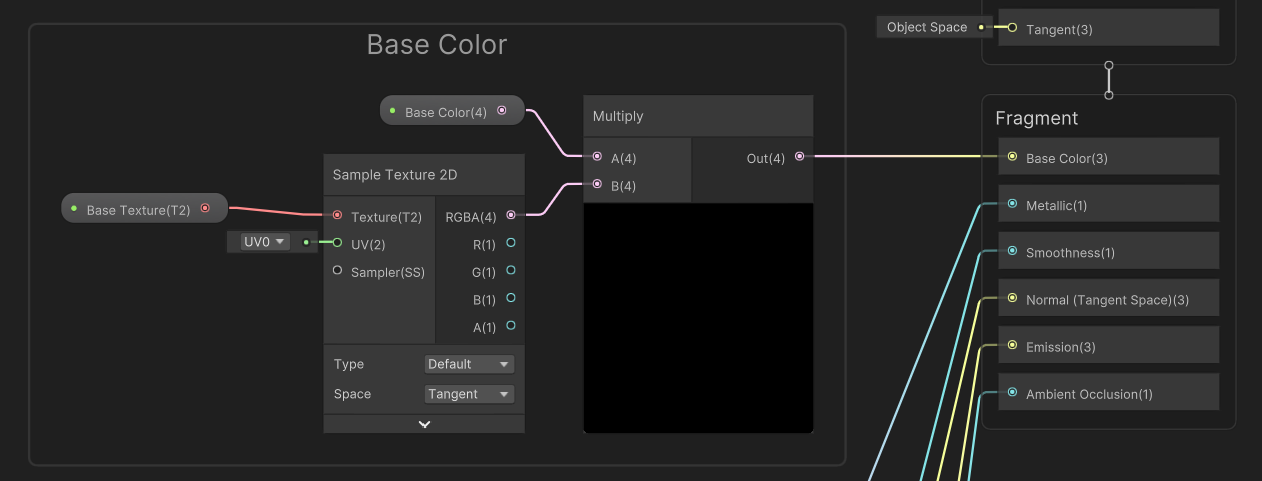 Base Color
Object Space
Tangent(3)
Base Color(4)
Multiply
A(4)
B(4)
Out(4)
Sample Texture 2D
Base Texture(T2)
Texture(T2)
RGBA(4)
UV0
UV(2)
R(1)
Sampler(SS)
G(1)
B(1)
A(1)
Type
Default
Space
Tangent
Fragment
Base Color(3)
Metallic(1)
Smoothness(1)
Normal (Tangent Space)(3)
Emission(3)
Ambient Occlusion(1)